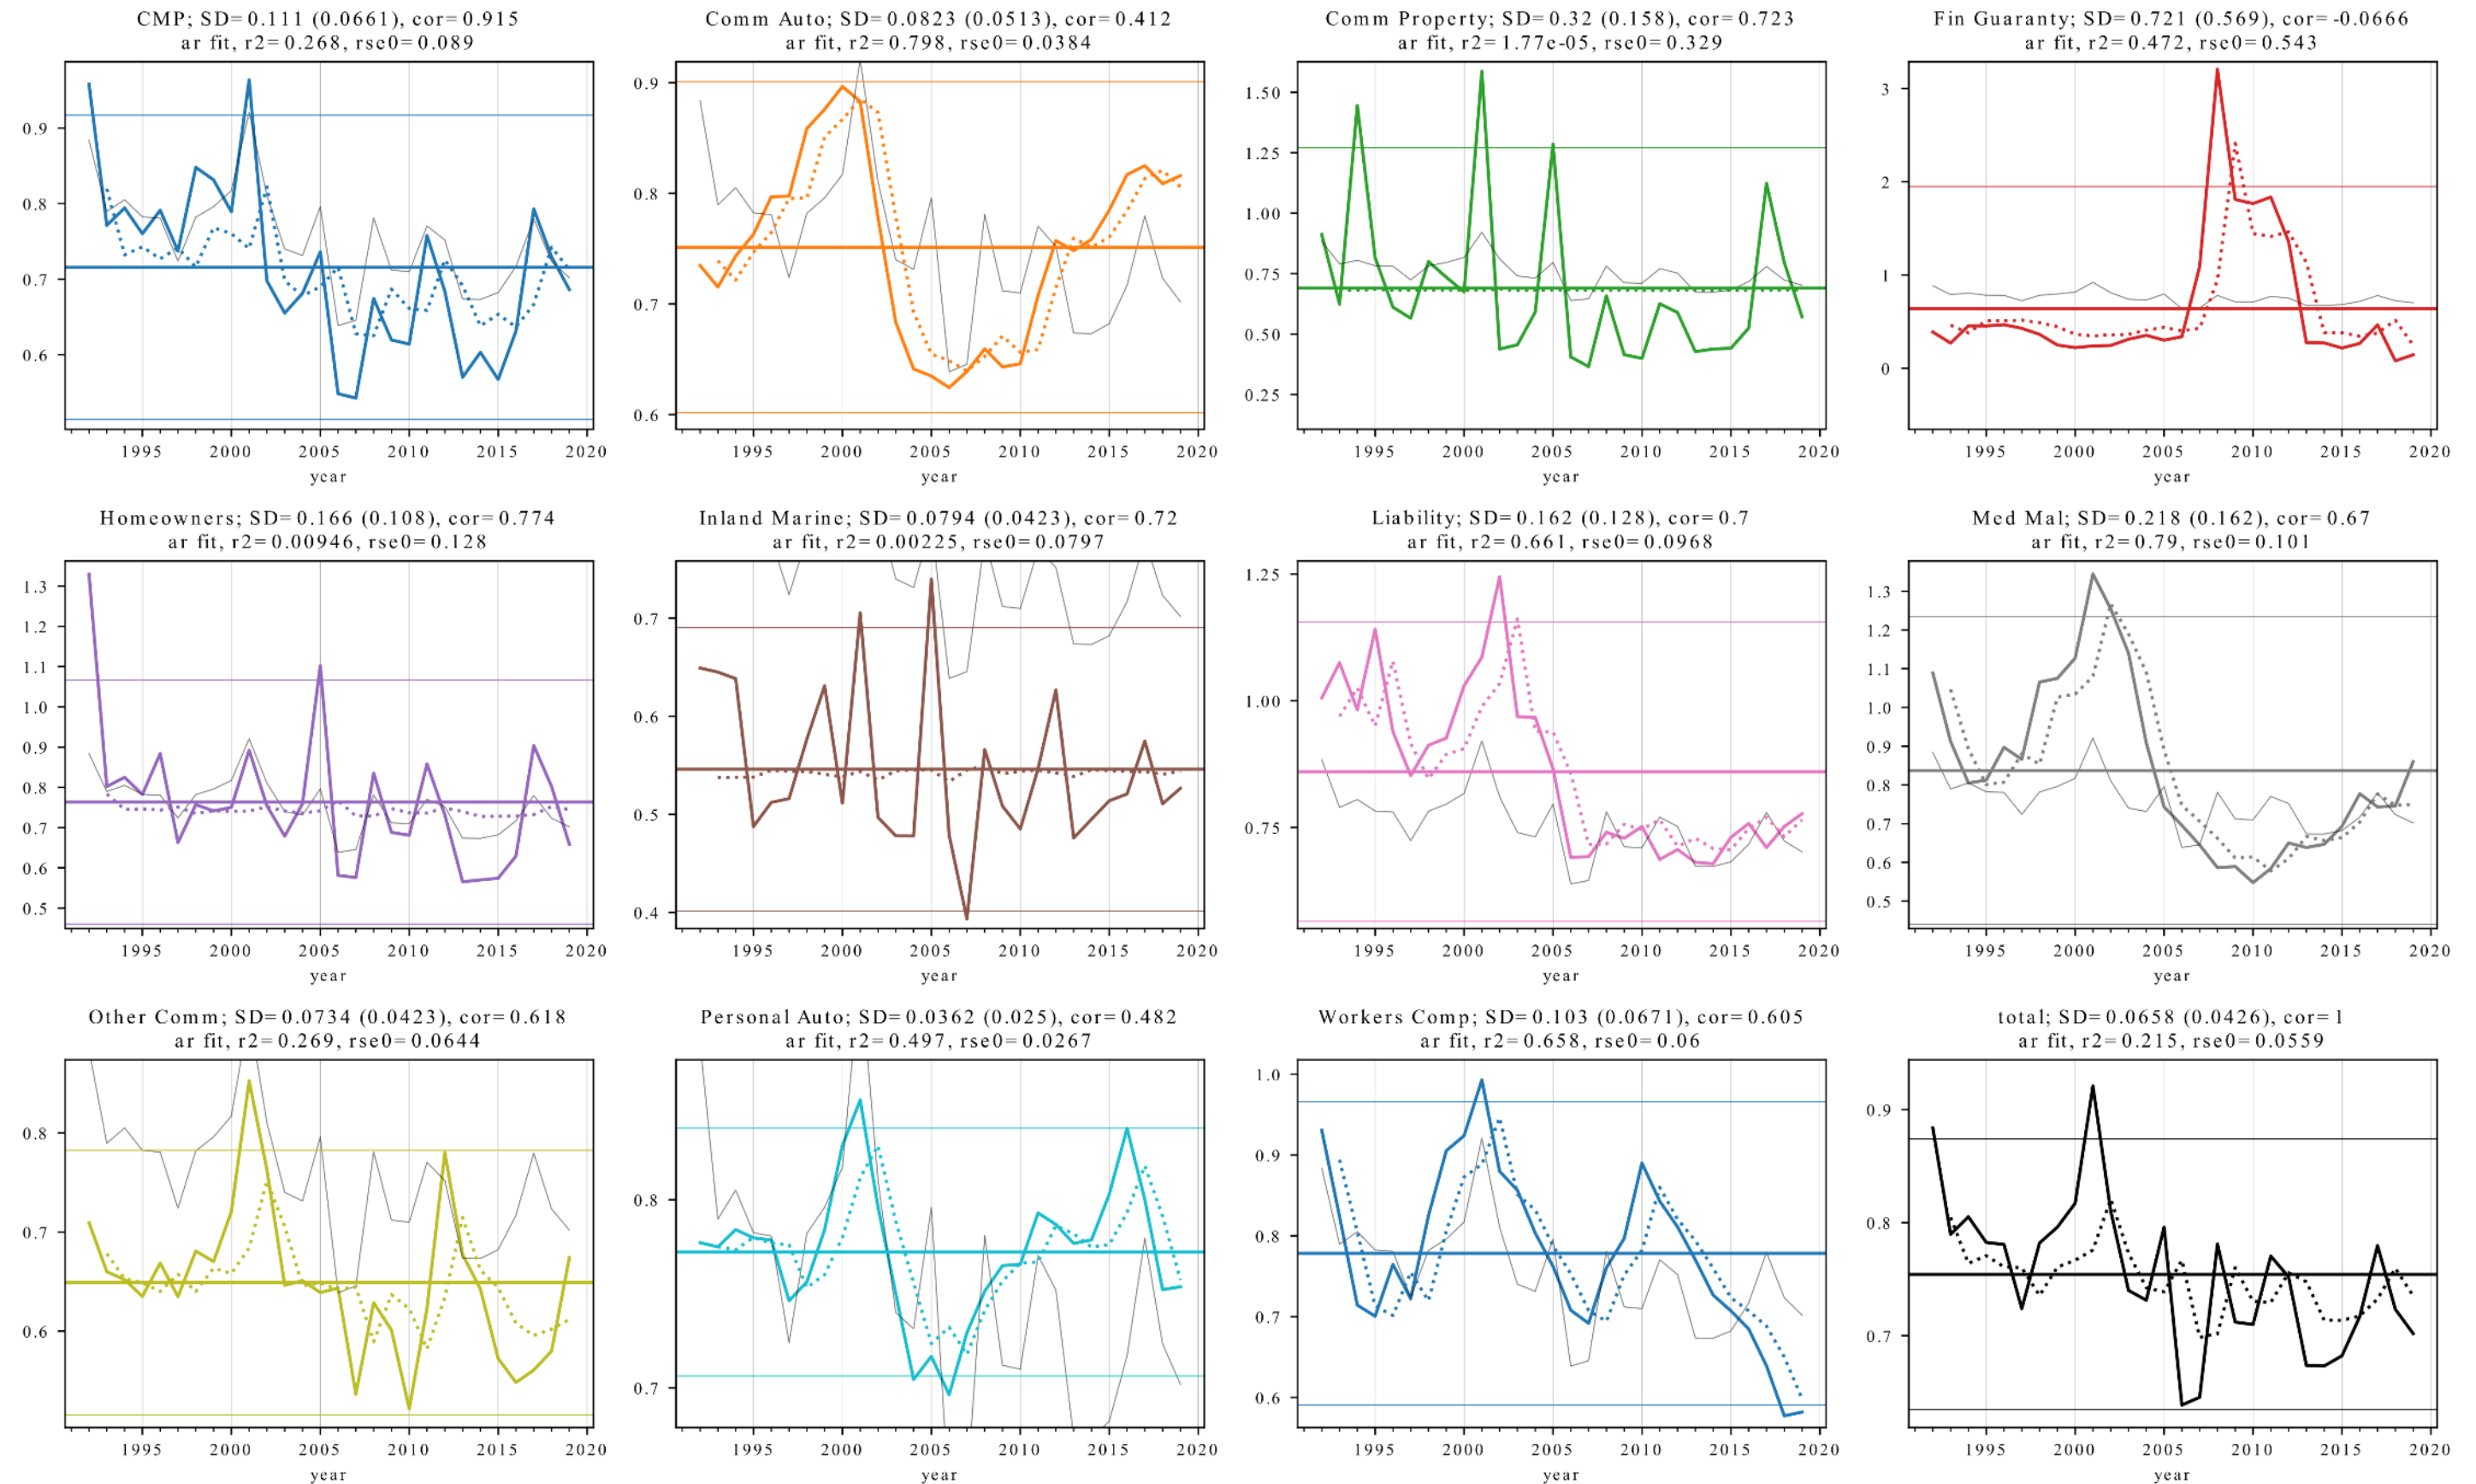 CMP; SD=0.111 (0.0661), cor=0.915
ar fit, r2=0.268, rse0=0.089
0.9
0.8
0.7
0.6
1995 2000 2005 2010 2015 2020
year
Comm Auto; SD=0.0823 (0.0513), cor=0.412
ar fit, r2=0.798, rse0=0.0384
0.9
0.8
0.7
0.6
1995 2000 2005 2010 2015 2020
year
Comm Property; SD=0.32 (0.158), cor=0.723
ar fit, r2=1.77e-05, rse0=0.329
1.50
1.25
1.00
0.75
0.50
0.25
1995 2000 2005 2010 2015 2020
year
Fin Guaranty; SD=0.721 (0.569), cor=-0.0666
ar fit, r2=0.472, rse0=0.543
3
2
1
0
1995 2000 2005 2010 2015 2020
year
Homeowners; SD=0.166 (0.108), cor=0.774
ar fit, r2=0.00946, rse0=0.128
1.3
1.2
1.1
1.0
0.9
0.8
0.7
0.6
0.5
1995 2000 2005 2010 2015 2020
year
Inland Marine; SD=0.0794 (0.0423), cor=0.72
ar fit, r2=0.00225, rse0=0.0797
0.7
0.6
0.5
0.4
1995 2000 2005 2010 2015 2020
year
Liability; SD=0.162 (0.128), cor=0.7
ar fit, r2=0.661, rse0=0.0968
1.25
1.00
0.75
1995 2000 2005 2010 2015 2020
year
Med Mal; SD=0.218 (0.162), cor=0.67
ar fit, r2=0.79, rse0=0.101
1.3
1.2
1.1
1.0
0.9
0.8
0.7
0.6
0.5
1995 2000 2005 2010 2015 2020
year
Other Comm; SD=0.0734 (0.0423), cor=0.618
ar fit, r2=0.269, rse0=0.0644
0.8
0.7
0.6
1995 2000 2005 2010 2015 2020
year
Personal Auto; SD=0.0362 (0.025), cor=0.482
ar fit, r2=0.497, rse0=0.0267
0.8
0.7
1995 2000 2005 2010 2015 2020
year
Workers Comp; SD=0.103 (0.0671), cor=0.605
ar fit, r2=0.658, rse0=0.06
1.0
0.9
0.8
0.7
0.6
1995 2000 2005 2010 2015 2020
year
total; SD=0.0658 (0.0426), cor=1
ar fit, r2=0.215, rse0=0.0559
0.9
0.8
0.7
1995 2000 2005 2010 2015 2020
year